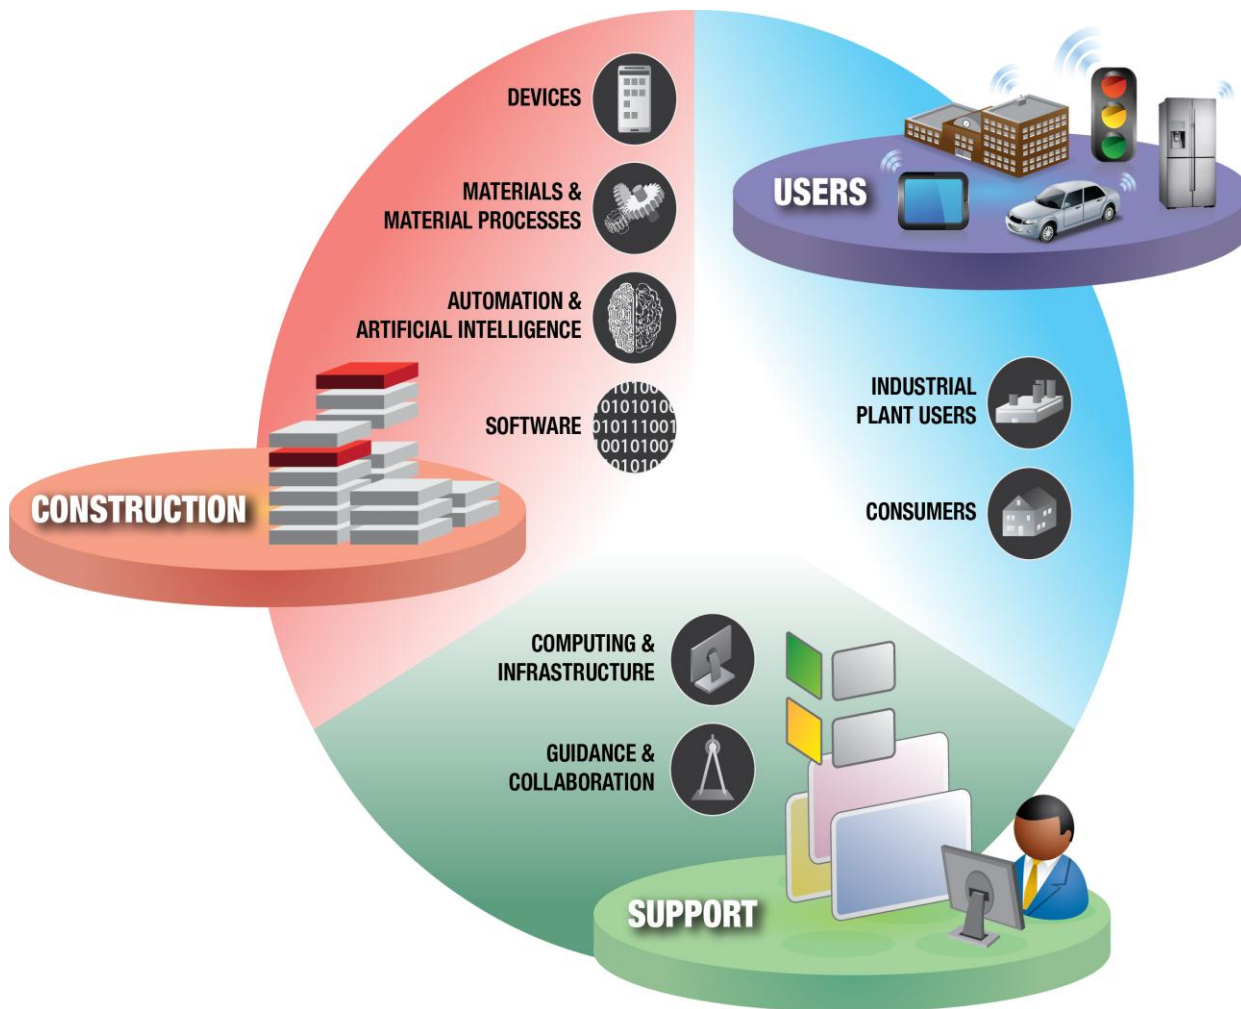 DEVICES
MATERIALS &
MATERIAL PROCESSES
AUTOMATION &
ARTIFICIAL INTELLIGENCE
SOFTWARE
CONSTRUCTION
USERS
INDUSTRIAL
PLANT USERS
CONSUMERS
COMPUTING &
INFRASTRUCTURE
GUIDANCE &
COLLABORATION
SUPPORT